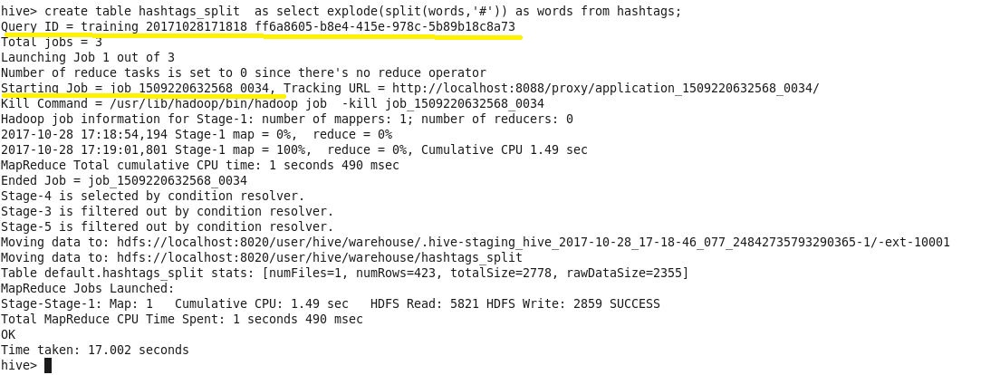 hive> create table hashtags_split  as select explode(split(words,'#')) as words from hashtags;
Query ID = training_20171028171818_ff6a8605-b8e4-415e-978c-5b89b18c8a73
Total jobs = 3
Launching Job 1 out of 3
Number of reduce tasks is set to 0 since there's no reduce operator
Starting Job = job_1509220632568_0034, Tracking URL = http://localhost:8088/proxy/application_1509220632568_0034/
Kill Command = /usr/lib/hadoop/bin/hadoop job  -kill job_1509220632568_0034
Hadoop job information for Stage-1: number of mappers: 1; number of reducers: 0
2017-10-28 17:18:54,194 Stage-1 map = 0%,  reduce = 0%
2017-10-28 17:19:01,801 Stage-1 map = 100%,  reduce = 0%, Cumulative CPU 1.49 sec
MapReduce Total cumulative CPU time: 1 seconds 490 msec
Ended Job = job_1509220632568_0034
Stage-4 is selected by condition resolver.
Stage-3 is filtered out by condition resolver.
Stage-5 is filtered out by condition resolver.
Moving data to: hdfs://localhost:8020/user/hive/warehouse/.hive-staging_hive_2017-10-28_17-18-46_077_24842735793290365-1/-ext-10001
Moving data to: hdfs://localhost:8020/user/hive/warehouse/hashtags_split
Table default.hashtags_split stats: [numFiles=1, numRows=423, totalSize=2778, rawDataSize=2355]
MapReduce Jobs Launched:
Stage-Stage-1: Map: 1   Cumulative CPU: 1.49 sec   HDFS Read: 5821 HDFS Write: 2859 SUCCESS
Total MapReduce CPU Time Spent: 1 seconds 490 msec
OK
Time taken: 17.002 seconds
hive>